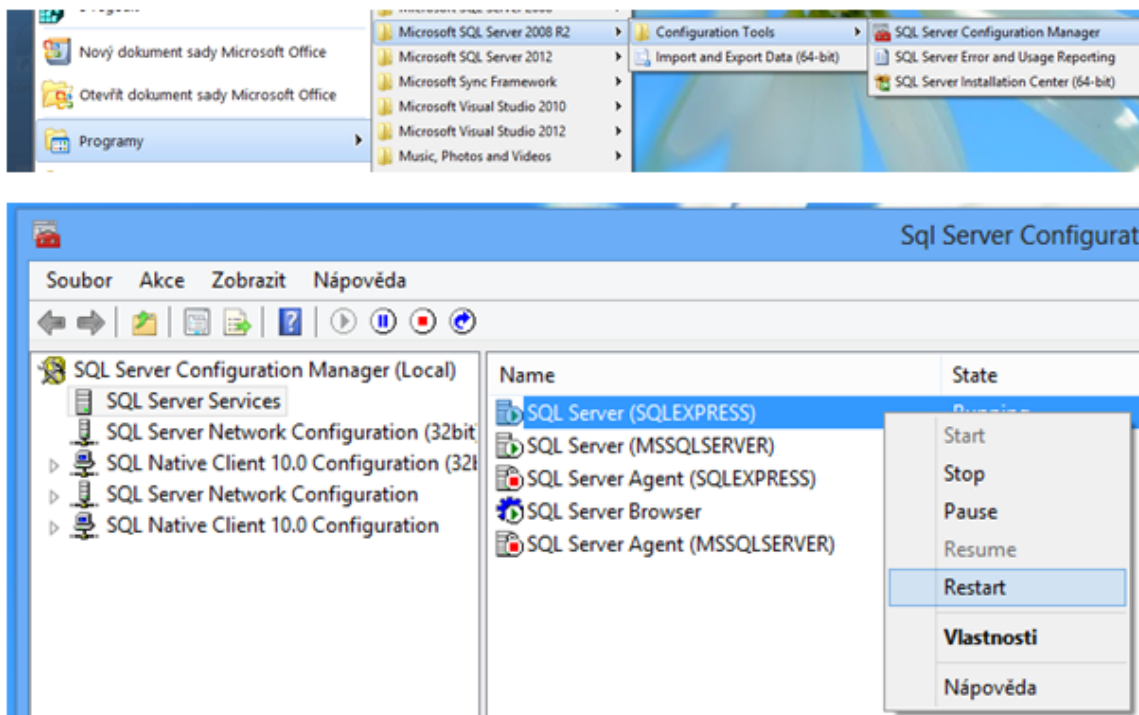 Microsoft SQL Server 2008
Nový dokument sady Microsoft Office
Otevřít dokument sady Microsoft Office
Programy
Microsoft SQL Server 2008 R2
Microsoft SQL Server 2012
Microsoft Sync Framework
Microsoft Visual Studio 2010
Microsoft Visual Studio 2012
Music, Photos and Videos
Configuration Tools
Import and Export Data (64-bit)
SQL Server Configuration Manager
SQL Server Error and Usage Reporting
SQL Server Installation Center (64-bit)
Sql Server Configurat
Soubor Akce Zobrazit Nápověda
SQL Server Configuration Manager (Local)
SQL Server Services
SQL Server Network Configuration (32bit
SQL Native Client 10.0 Configuration (32b
SQL Server Network Configuration
SQL Native Client 10.0 Configuration
Name State
SQL Server (SQLEXPRESS) Running
SQL Server (MSSQLSERVER)
SQL Server Agent (SQLEXPRESS)
SQL Server Browser
SQL Server Agent (MSSQLSERVER)
Start
Stop
Pause
Resume
Restart
Vlastnosti
Nápověda